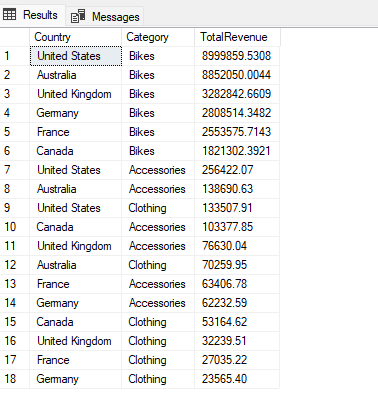 Results Messages
Country Category TotalRevenue
1 United States Bikes 8999859.5308
2 Australia Bikes 8852050.0044
3 United Kingdom Bikes 3282842.6609
4 Germany Bikes 2808514.3482
5 France Bikes 2553575.7143
6 Canada Bikes 1821302.3921
7 United States Accessories 256422.07
8 Australia Accessories 138690.63
9 United States Clothing 133507.91
10 Canada Accessories 103377.85
11 United Kingdom Accessories 76630.04
12 Australia Clothing 70259.95
13 France Accessories 63406.78
14 Germany Accessories 62232.59
15 Canada Clothing 53164.62
16 United Kingdom Clothing 32239.51
17 France Clothing 27035.22
18 Germany Clothing 23565.40